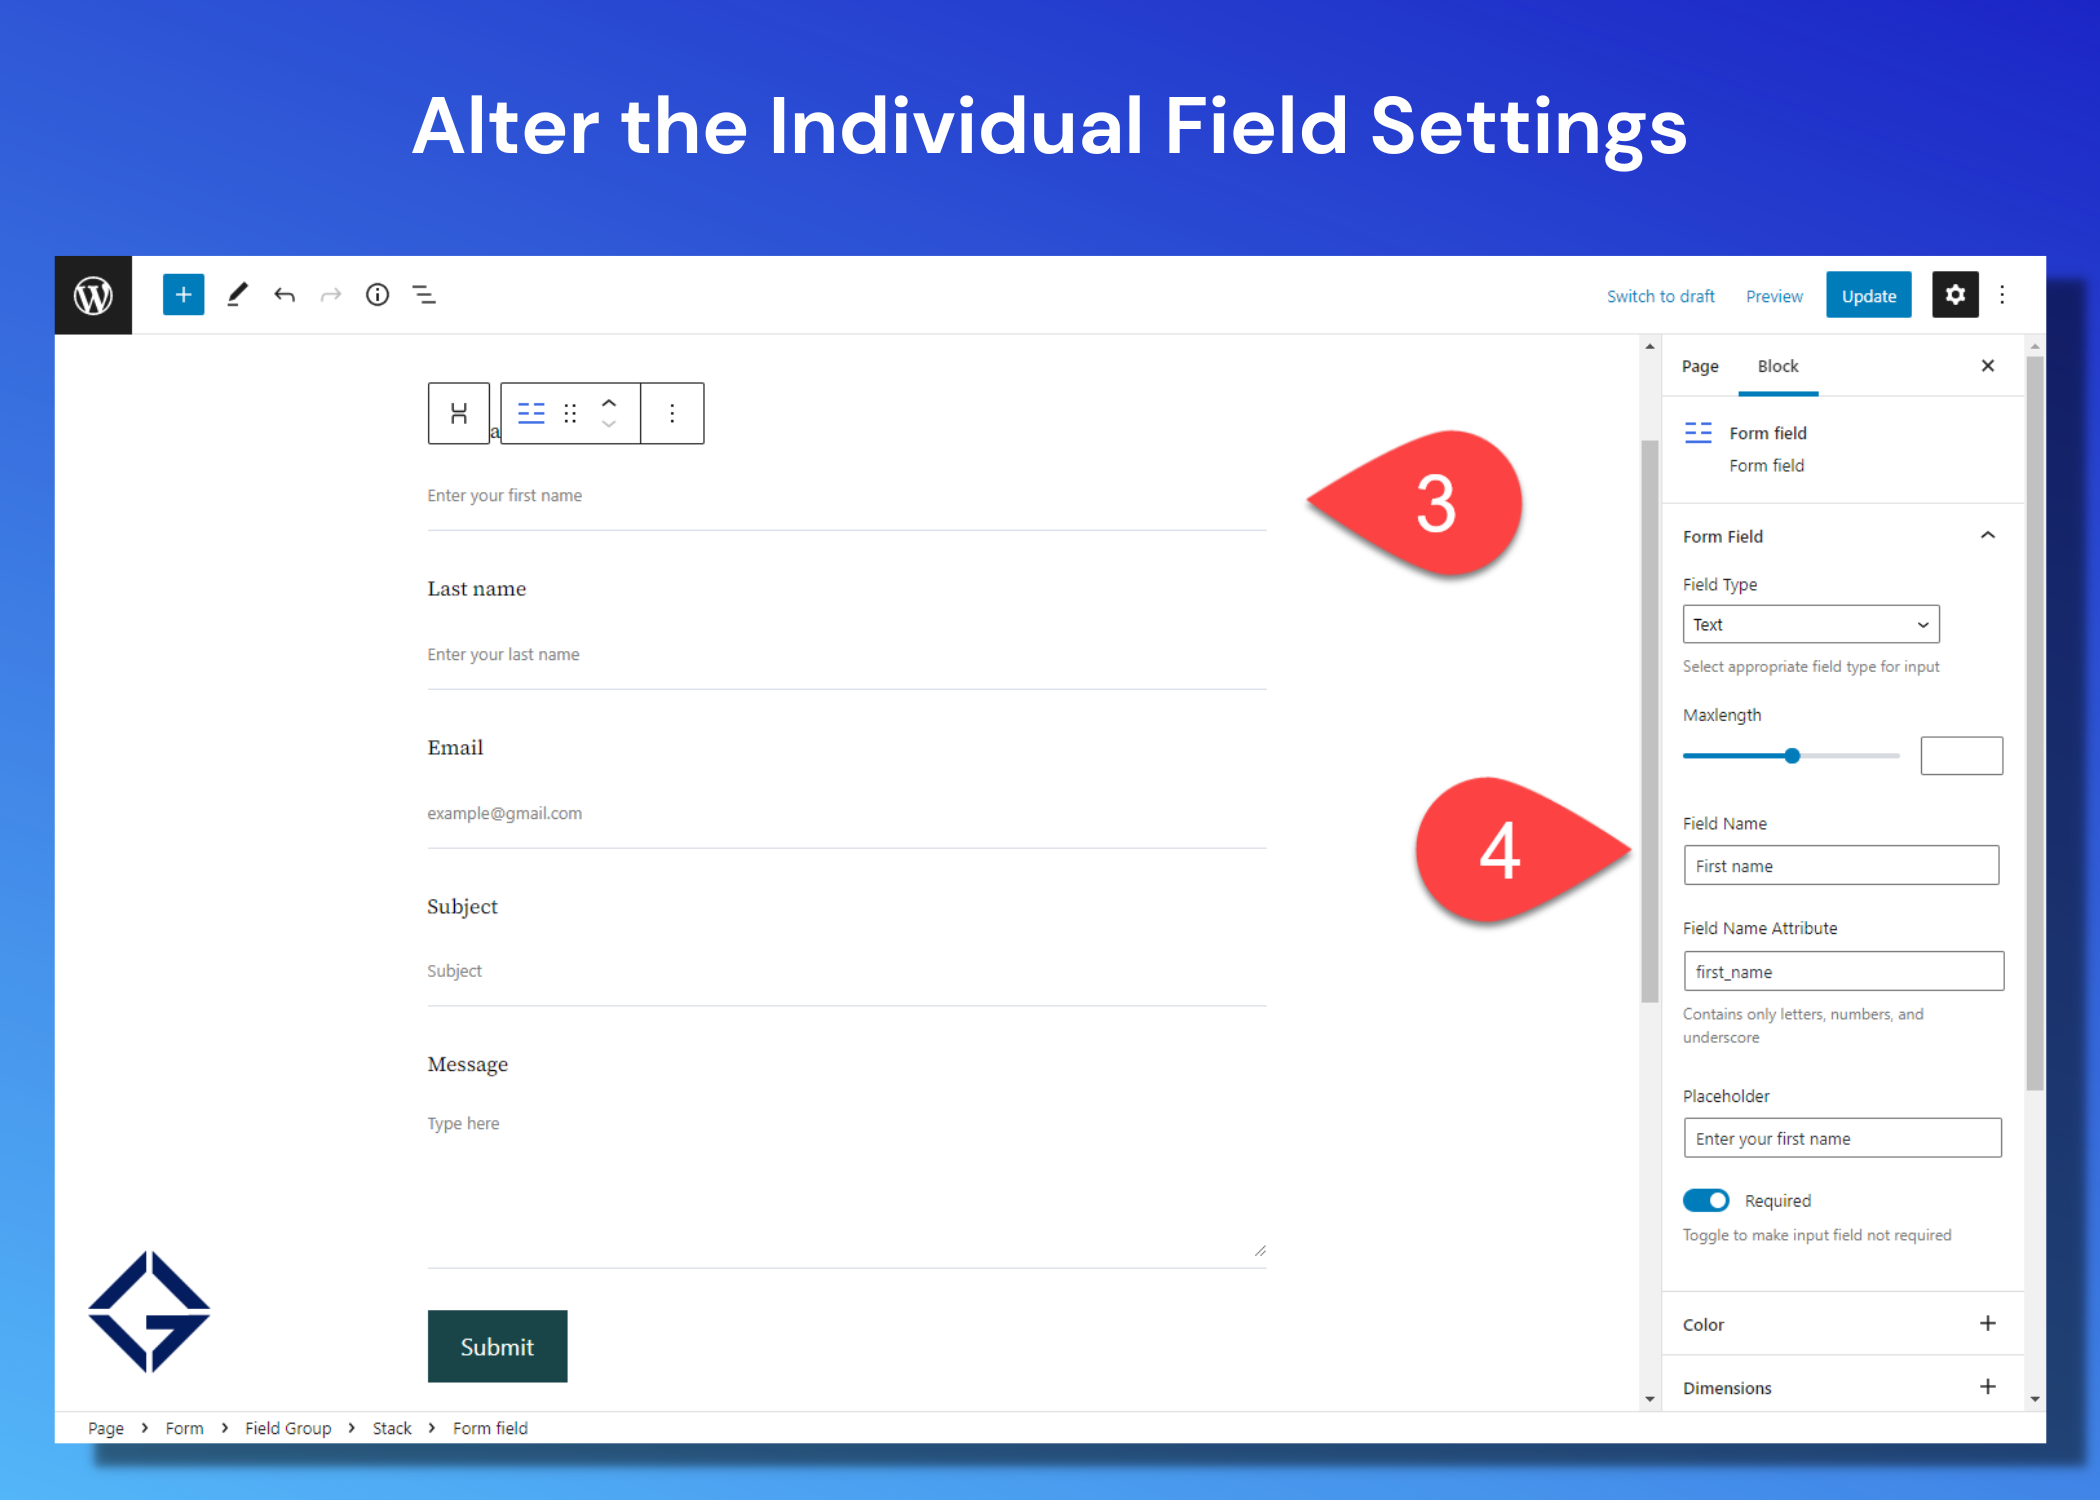 Alter the Individual Field Settings
Switch to draft
Preview
Update
a
Enter your first name
3
Last name
Enter your last name
Email
example@gmail.com
4
Subject
Subject
Message
Type here
Submit
Page
Block
Form field
Form field
Form Field
Field Type
Text
Select appropriate field type for input
Maxlength
Field Name
First name
Field Name Attribute
first_name
Contains only letters, numbers, and
underscore
Placeholder
Enter your first name
Required
Toggle to make input field not required
Color
Dimensions
Page > Form > Field Group > Stack > Form field